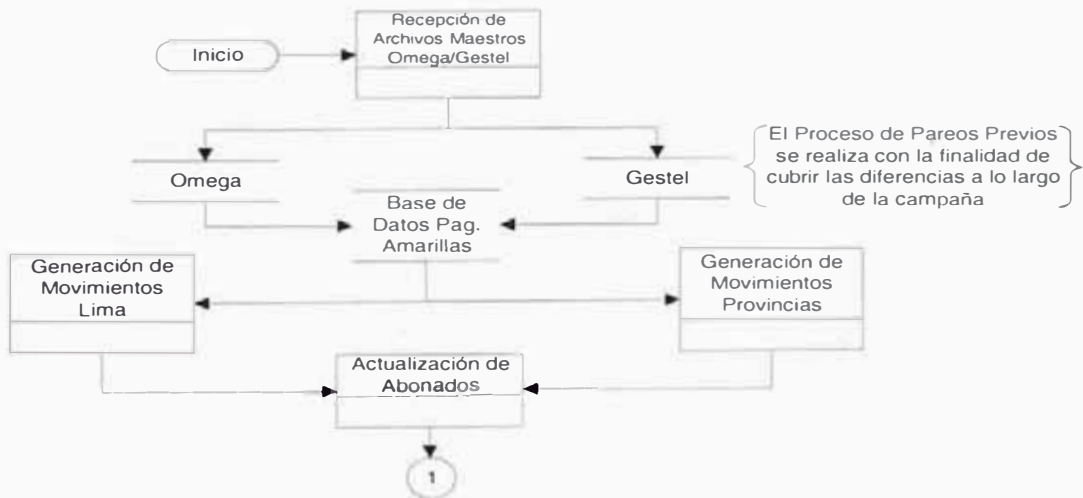 Recepción de
Archivos Maestros
Omega/Gestel
Inicio
Omega
Gestel
El Proceso de Pareos Previos
se realiza con la finalidad de
cubrir las diferencias a lo largo
de la campaña
Base de
Datos Pag.
Amarillas
Generación de
Movimientos
Lima
Generación de
Movimientos
Provincias
Actualización de
Abonados
1